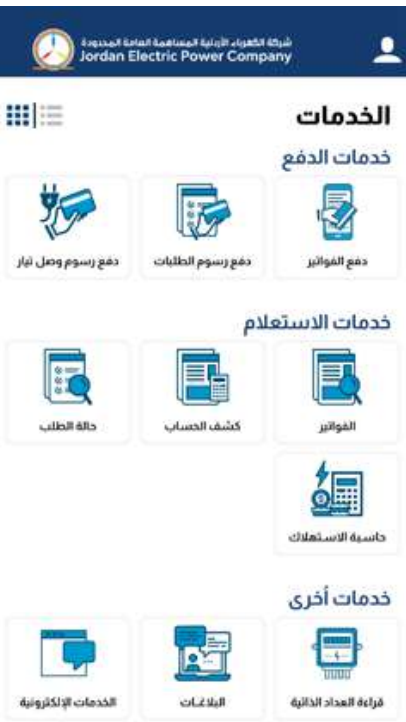 شركة الكهرباء الأردنية المساهمة العامة المحدودة
Jordan Electric Power Company
الخدمات
خدمات الدفع
دفع الفواتير
دفع رسوم الطلبات
دفع رسوم وصل تيار
خدمات الاستعلام
الفواتير
كشف الحساب
حالة الطلب
حاسبة الاستهلاك
خدمات أخرى
قراءة العداد الذاتية
البلاغات
الخدمات الإلكترونية